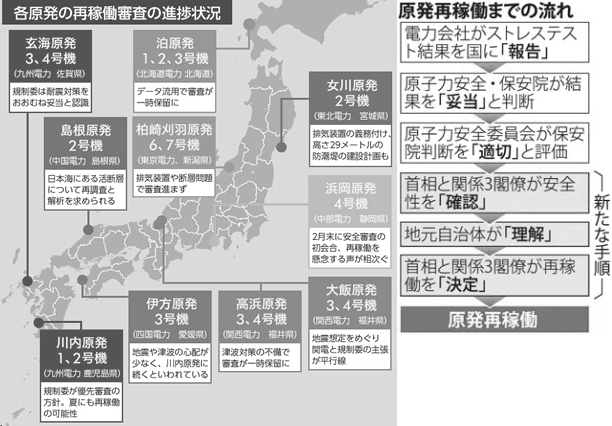 各原発の再稼働審査の進捗状況
玄海原発
3、4号機
(九州電力 佐賀県)
規制委は耐震対策を
おおむね妥当と認識
泊原発
1、2、3号機
(北海道電力 北海道)
データ流用で審査が
一時保留に
女川原発
2号機
(東北電力 宮城県)
排気装置の義務付け、
高さ29メートルの
防潮堤の建設計画も
島根原発
2号機
(中国電力 島根県)
日本海にある活断層
について再調査と
解析を求められる
柏崎刈羽原発
6、7号機
(東京電力、新潟県)
排気装置や断層問題
で審査進まず
浜岡原発
4号機
(中部電力 静岡県)
2月末に安全審査の
初会合、再稼働を
懸念する声が相次ぐ
伊方原発
3号機
(四国電力 愛媛県)
地震や津波の心配が
少なく、川内原発に
続くといわれている
高浜原発
3、4号機
(関西電力 福井県)
津波対策の不備で
審査が一時保留に
大飯原発
3、4号機
(関西電力 福井県)
地震想定をめぐり
関電と規制委の主張
が平行線
川内原発
1、2号機
(九州電力 鹿児島県)
規制委が優先審査の
方針。夏にも再稼働
の可能性
原発再稼働までの流れ
電力会社がストレステス
ト結果を国に「報告」
原子力安全・保安院が結
果を「妥当」と判断
原子力安全委員会が保安
院判断を「適切」と評価
首相と関係3閣僚が安全
性を「確認」
地元自治体が「理解」
首相と関係3閣僚が再稼
働を「決定」
新たな手順
原発再稼働